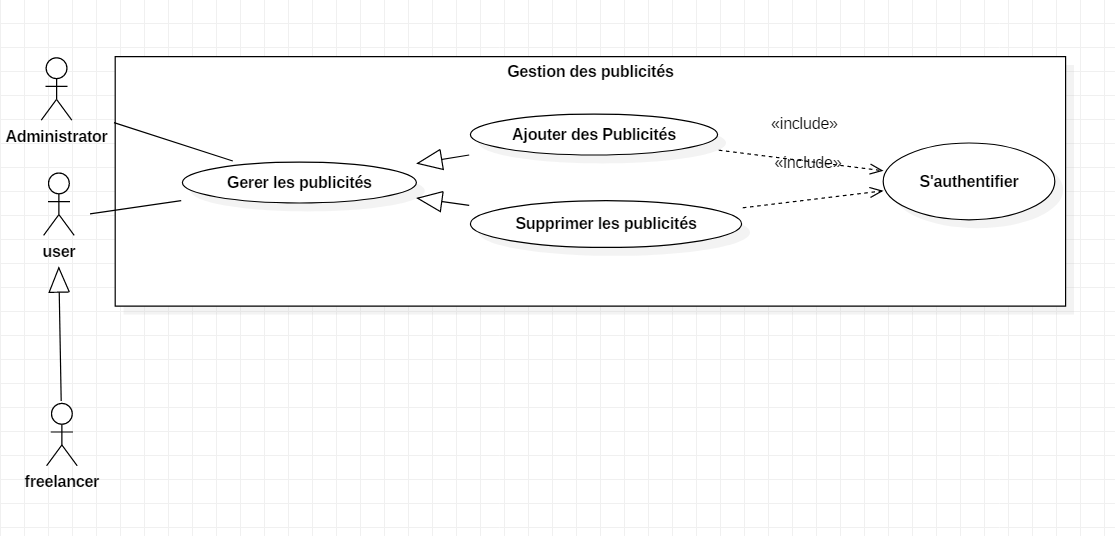 Gestion des publicités
Administrator
Ajouter des Publicités
«include»
«include»
Gerer les publicités
S'authentifier
Supprimer les publicités
user
freelancer